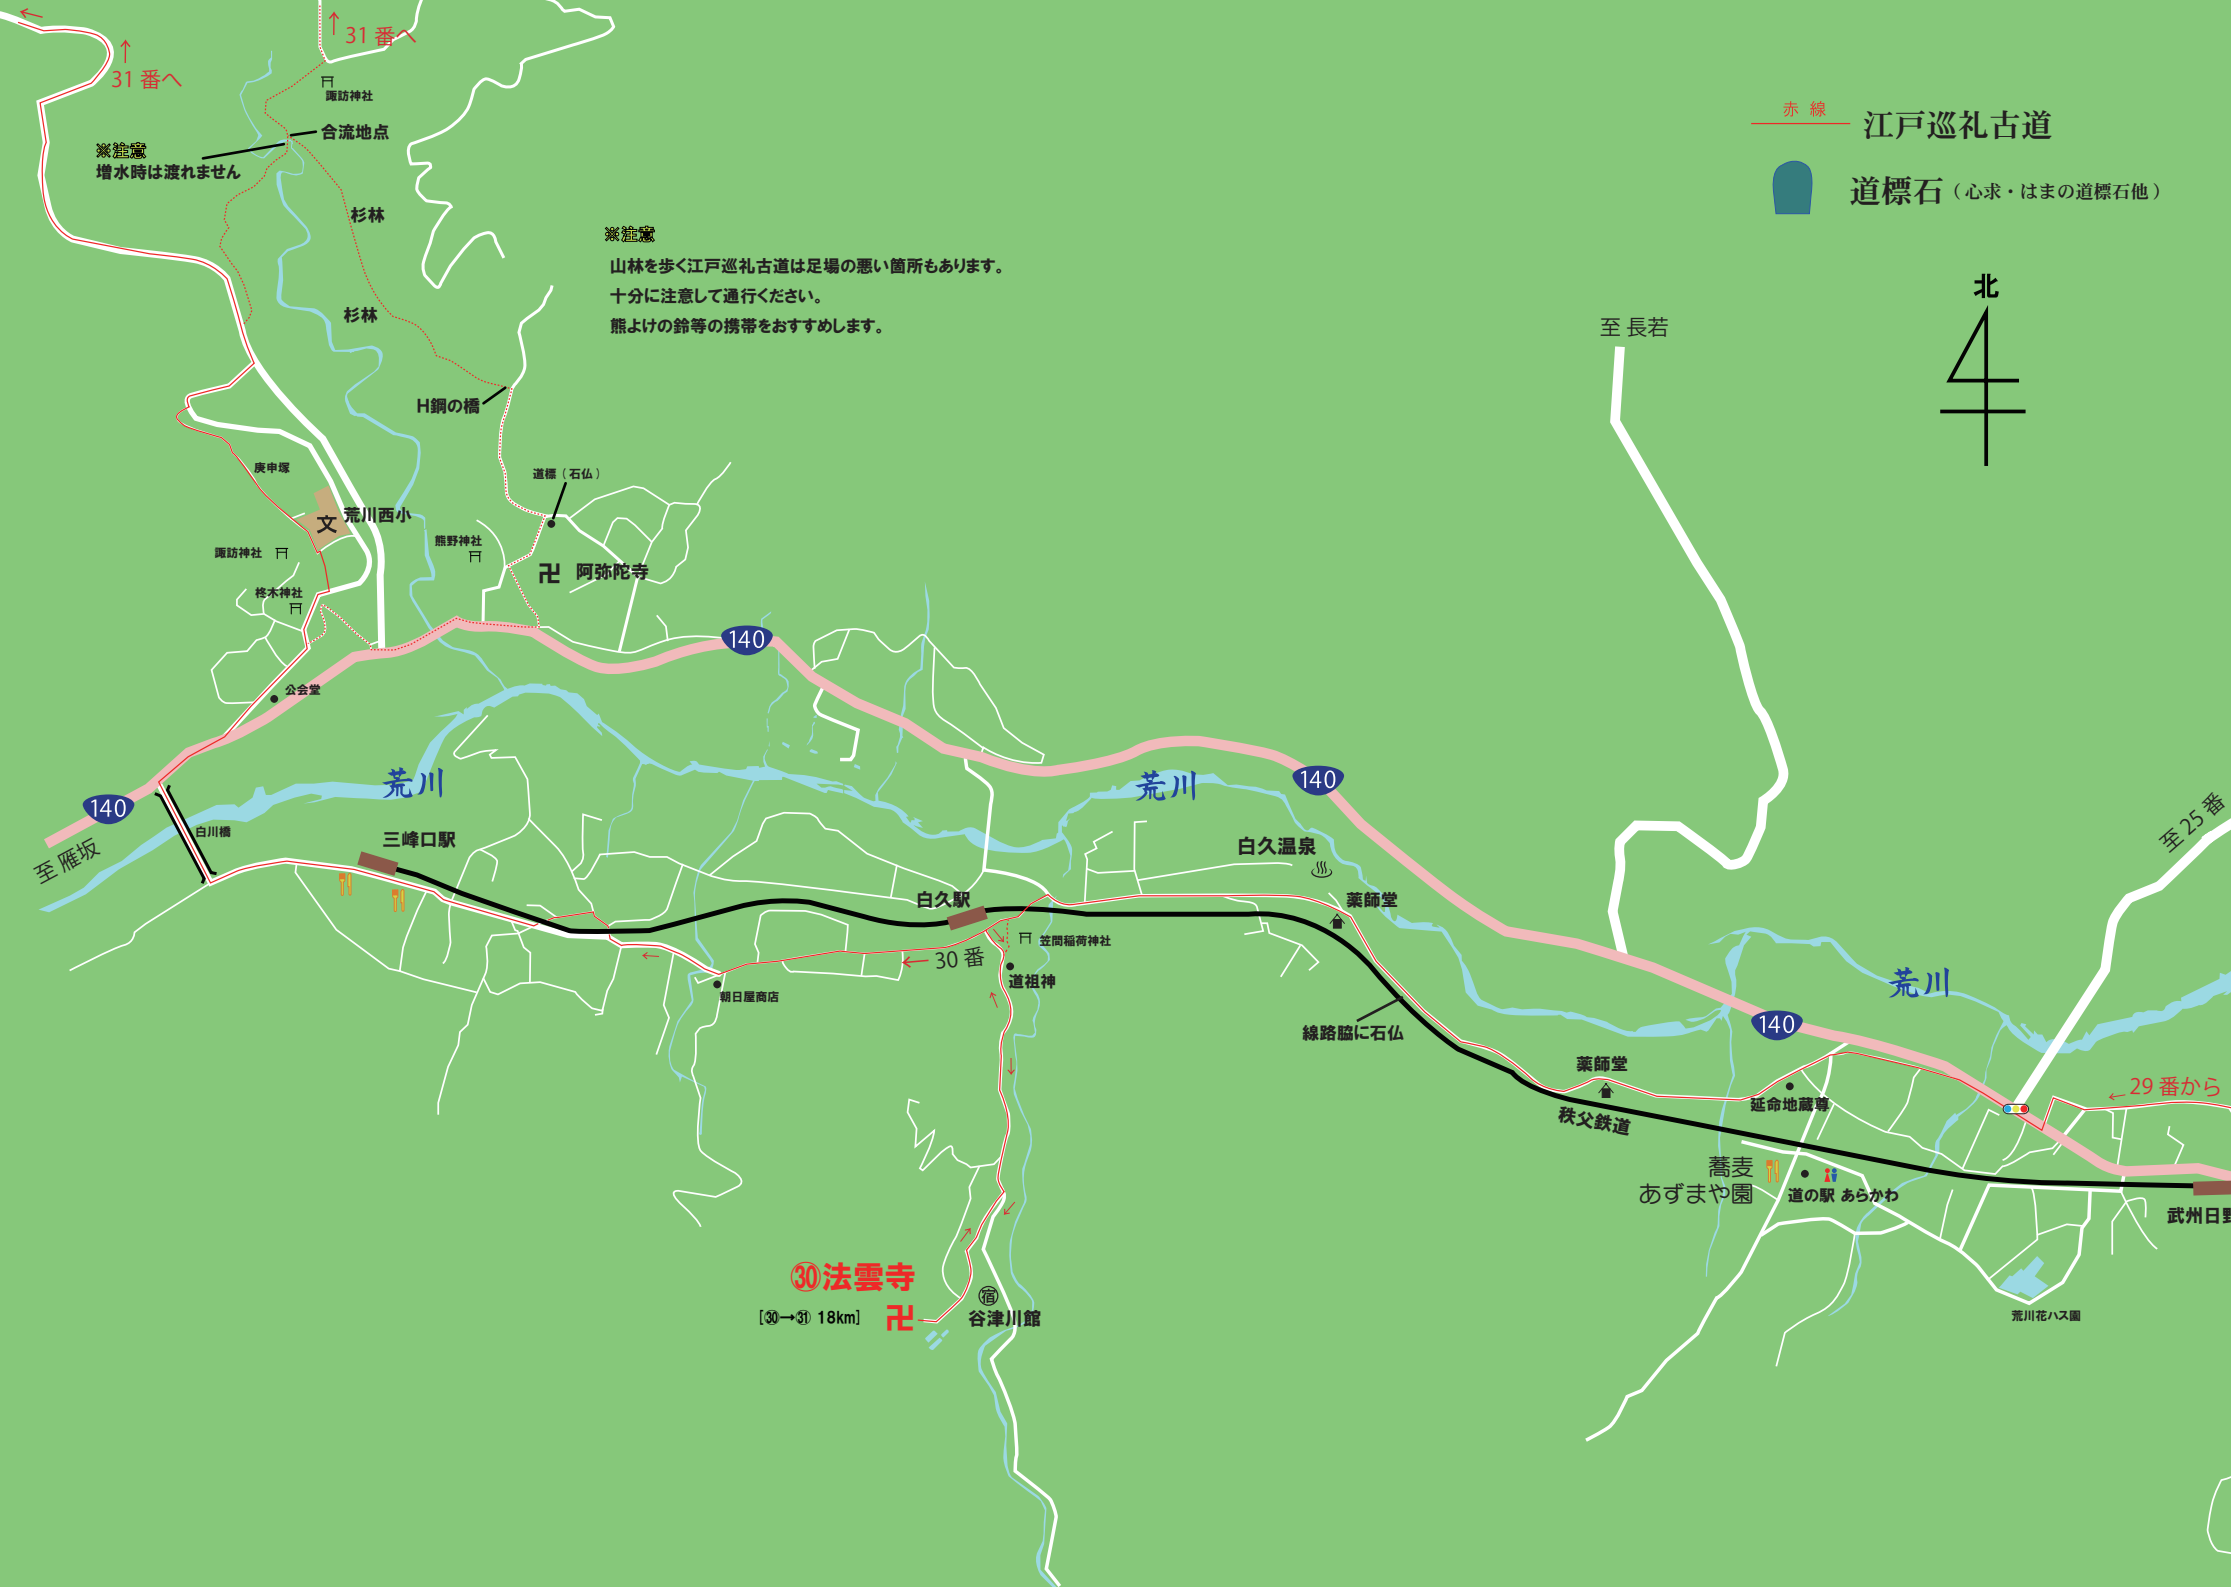 31 番へ
31 番へ
諏訪神社
合流地点
※注意
増水時は渡れません
赤 線
江戸巡礼古道
道標石（心求・はまの道標石他）
杉林
※注意
山林を歩く江戸巡礼古道は足場の悪い箇所もあります。
十分に注意して通行ください。
熊よけの鈴等の携帯をおすすめします。
北
杉林
至 長若
H鋼の橋
庚申塚
道標（石仏）
文
荒川西小
熊野神社
諏訪神社
卍 阿弥陀寺
柊木神社
140
公会堂
荒川
荒川
140
140
白川橋
三峰口駅
至 雁坂
白久温泉
至 25 番
白久駅
薬師堂
笠間稲荷神社
30 番
道祖神
荒川
朝日屋商店
線路脇に石仏
140
薬師堂
29 番から
延命地蔵尊
秩父鉄道
蕎麦
あずまや園
道の駅 あらかわ
武州日野
㉚法雲寺
[㉚→㉛ 18km]
卍
宿
谷津川館
荒川花ハス園